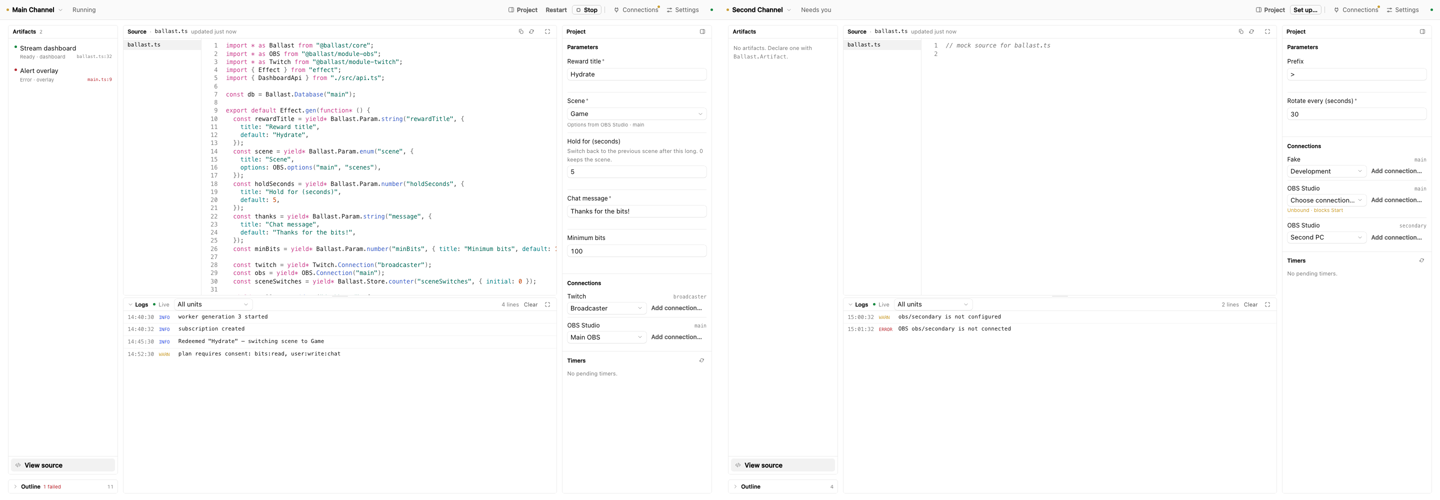 Main Channel Running Project Restart Stop Connections Settings
Artifacts 2
Stream dashboard
Ready · dashboard ballast.ts:32
Alert overlay
Error · overlay main.ts:9
View source
Outline 1 failed 11
Source · ballast.ts updated just now
ballast.ts
1 import * as Ballast from "@ballast/core";
2 import * as OBS from "@ballast/module-obs";
3 import * as Twitch from "@ballast/module-twitch";
4 import { Effect } from "effect";
5 import { DashboardApi } from "./src/api.ts";
6
7 const db = Ballast.Database("main");
8
9 export default Effect.gen(function* () {
10 const rewardTitle = yield* Ballast.Param.string("rewardTitle", {
11 title: "Reward title",
12 default: "Hydrate",
13 });
14 const scene = yield* Ballast.Param.enum("scene", {
15 title: "Scene",
16 options: OBS.options("main", "scenes"),
17 });
18 const holdSeconds = yield* Ballast.Param.number("holdSeconds", {
19 title: "Hold for (seconds)",
20 default: 5,
21 });
22 const thanks = yield* Ballast.Param.string("message", {
23 title: "Chat message",
24 default: "Thanks for the bits!",
25 });
26 const minBits = yield* Ballast.Param.number("minBits", { title: "Minimum bits", default:
27
28 const twitch = yield* Twitch.Connection("broadcaster");
29 const obs = yield* OBS.Connection("main");
30 const sceneSwitches = yield* Ballast.Store.counter("sceneSwitches", { initial: 0 });
31
Logs Live All units 4 lines Clear
14:40:30 INFO worker generation 3 started
14:40:32 INFO subscription created
14:45:30 INFO Redeemed "Hydrate" — switching scene to Game
14:52:30 WARN plan requires consent: bits:read, user:write:chat
Project
Parameters
Reward title *
Hydrate
Scene *
Game
Options from OBS Studio · main
Hold for (seconds)
Switch back to the previous scene after this long. 0
keeps the scene.
5
Chat message *
Thanks for the bits!
Minimum bits
100
Connections
Twitch broadcaster
Broadcaster Add connection...
OBS Studio main
Main OBS Add connection...
Timers
No pending timers.
Second Channel Needs you Project Set up... Connections Settings
Artifacts
No artifacts. Declare one with
Ballast.Artifact.
View source
Outline 4
Source · ballast.ts updated just now
ballast.ts
1 // mock source for ballast.ts
2
Logs Live All units 2 lines Clear
15:00:32 WARN obs/secondary is not configured
15:01:32 ERROR OBS obs/secondary is not connected
Project
Parameters
Prefix
>
Rotate every (seconds) *
30
Connections
Fake main
Development Add connection...
OBS Studio main
Choose connection... Add connection...
Unbound · blocks Start
OBS Studio secondary
Second PC Add connection...
Timers
No pending timers.